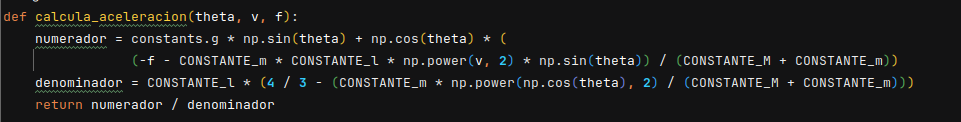 def calcula_aceleracion(theta, v, f):
    numerador = constants.g * np.sin(theta) + np.cos(theta) * (
            (-f - CONSTANTE_m * CONSTANTE_l * np.power(v, 2) * np.sin(theta)) / (CONSTANTE_M + CONSTANTE_m))
    denominador = CONSTANTE_l * (4 / 3 - (CONSTANTE_m * np.power(np.cos(theta), 2) / (CONSTANTE_M + CONSTANTE_m)))
    return numerador / denominador